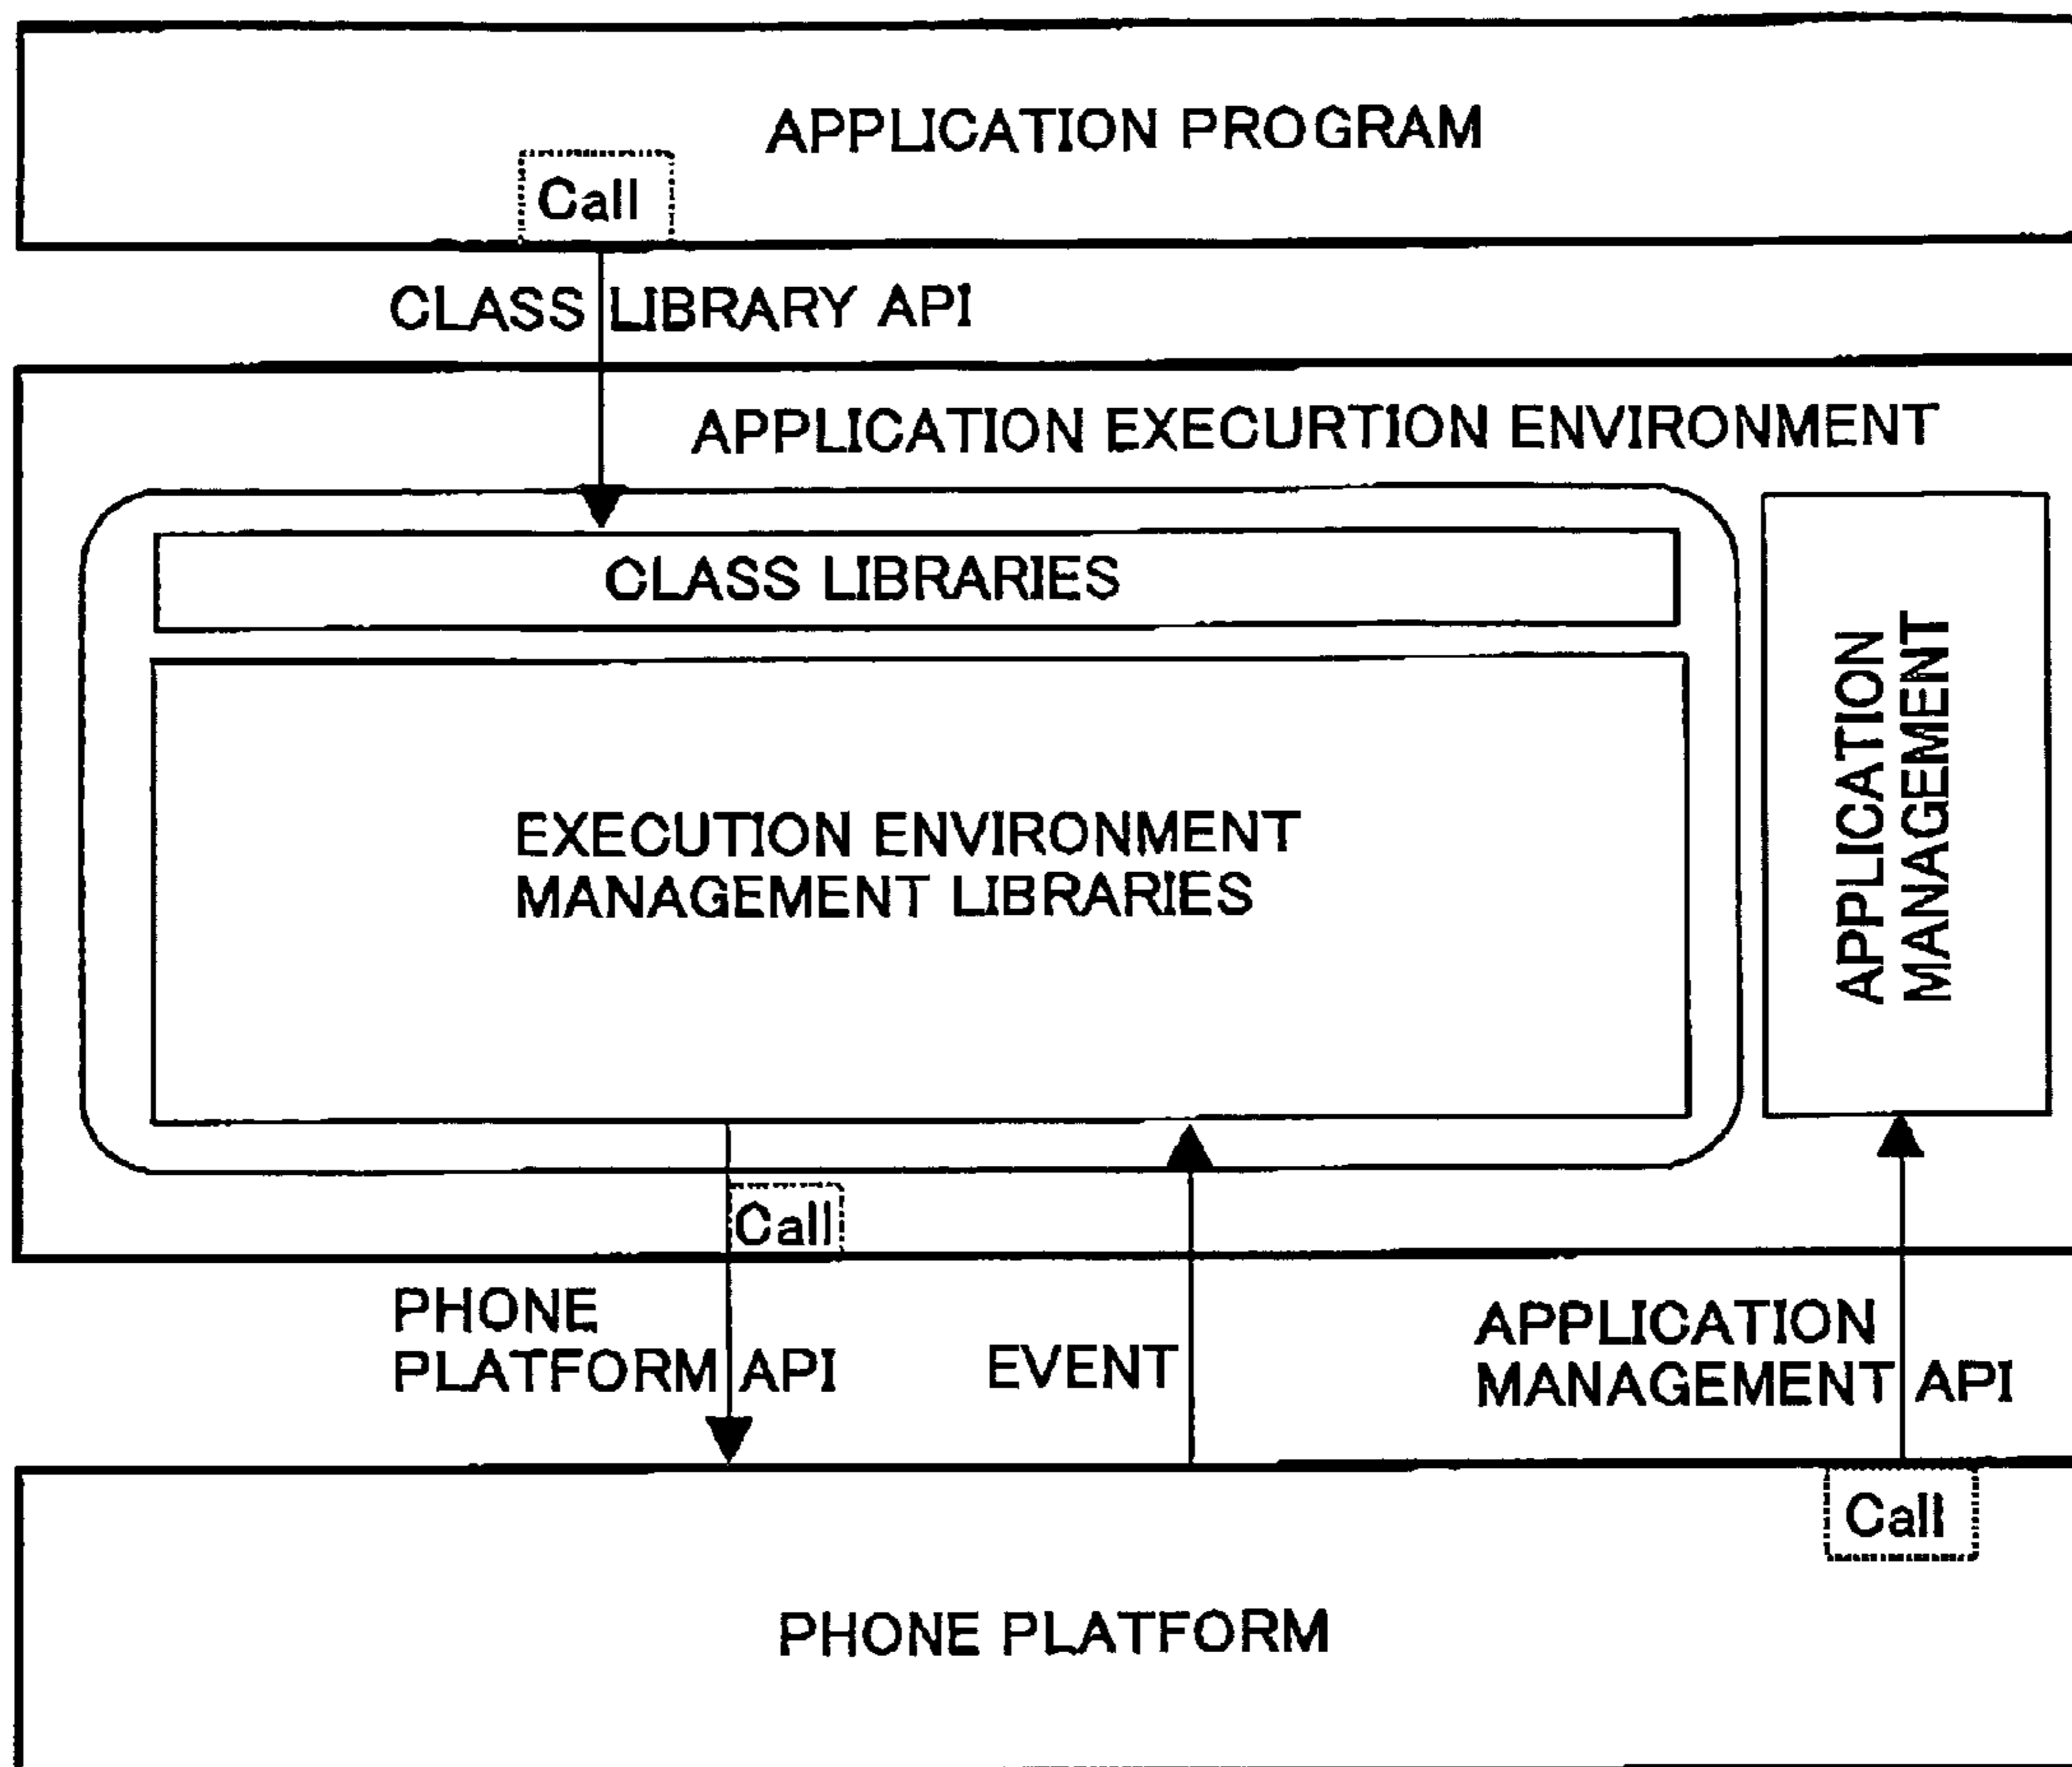 APPLICATION PROGRAM
Call
CLASS LIBRARY API
APPLICATION EXECURTION ENVIRONMENT
CLASS LIBRARIES
EXECUTION ENVIRONMENT
MANAGEMENT LIBRARIES
APPLICATION
MANAGEMENT
Call
PHONE
PLATFORM API
EVENT
APPLICATION
MANAGEMENT API
Call
PHONE PLATFORM